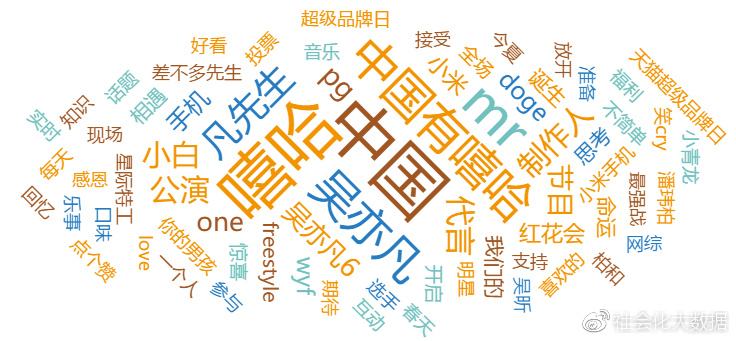 超级品牌日
好看
投票
音乐
接受
今夏
放开
天猫超级品牌日
差不多先生
pg
中国有嘻哈
小米
全场
doge
诞生
准备
福利
话题
相遇
手机
凡先生
mr
制作人
思考
不简单
笑cry
实时
知识
现场
小白
嘻哈
中国
节目
小米手机
小青龙
每天
感恩
星际特工
公演
吴亦凡
代言
命运
最强战
潘玮柏
回忆
乐事
口味
你的男孩
one
吴亦凡6
我们的
红花会
网综
点个赞
love
一个人
惊喜
freestyle
wyf
期待
选手
开启
明星
支持
喜欢的
柏和
参与
互动
春天
吴昕
社会化大数据